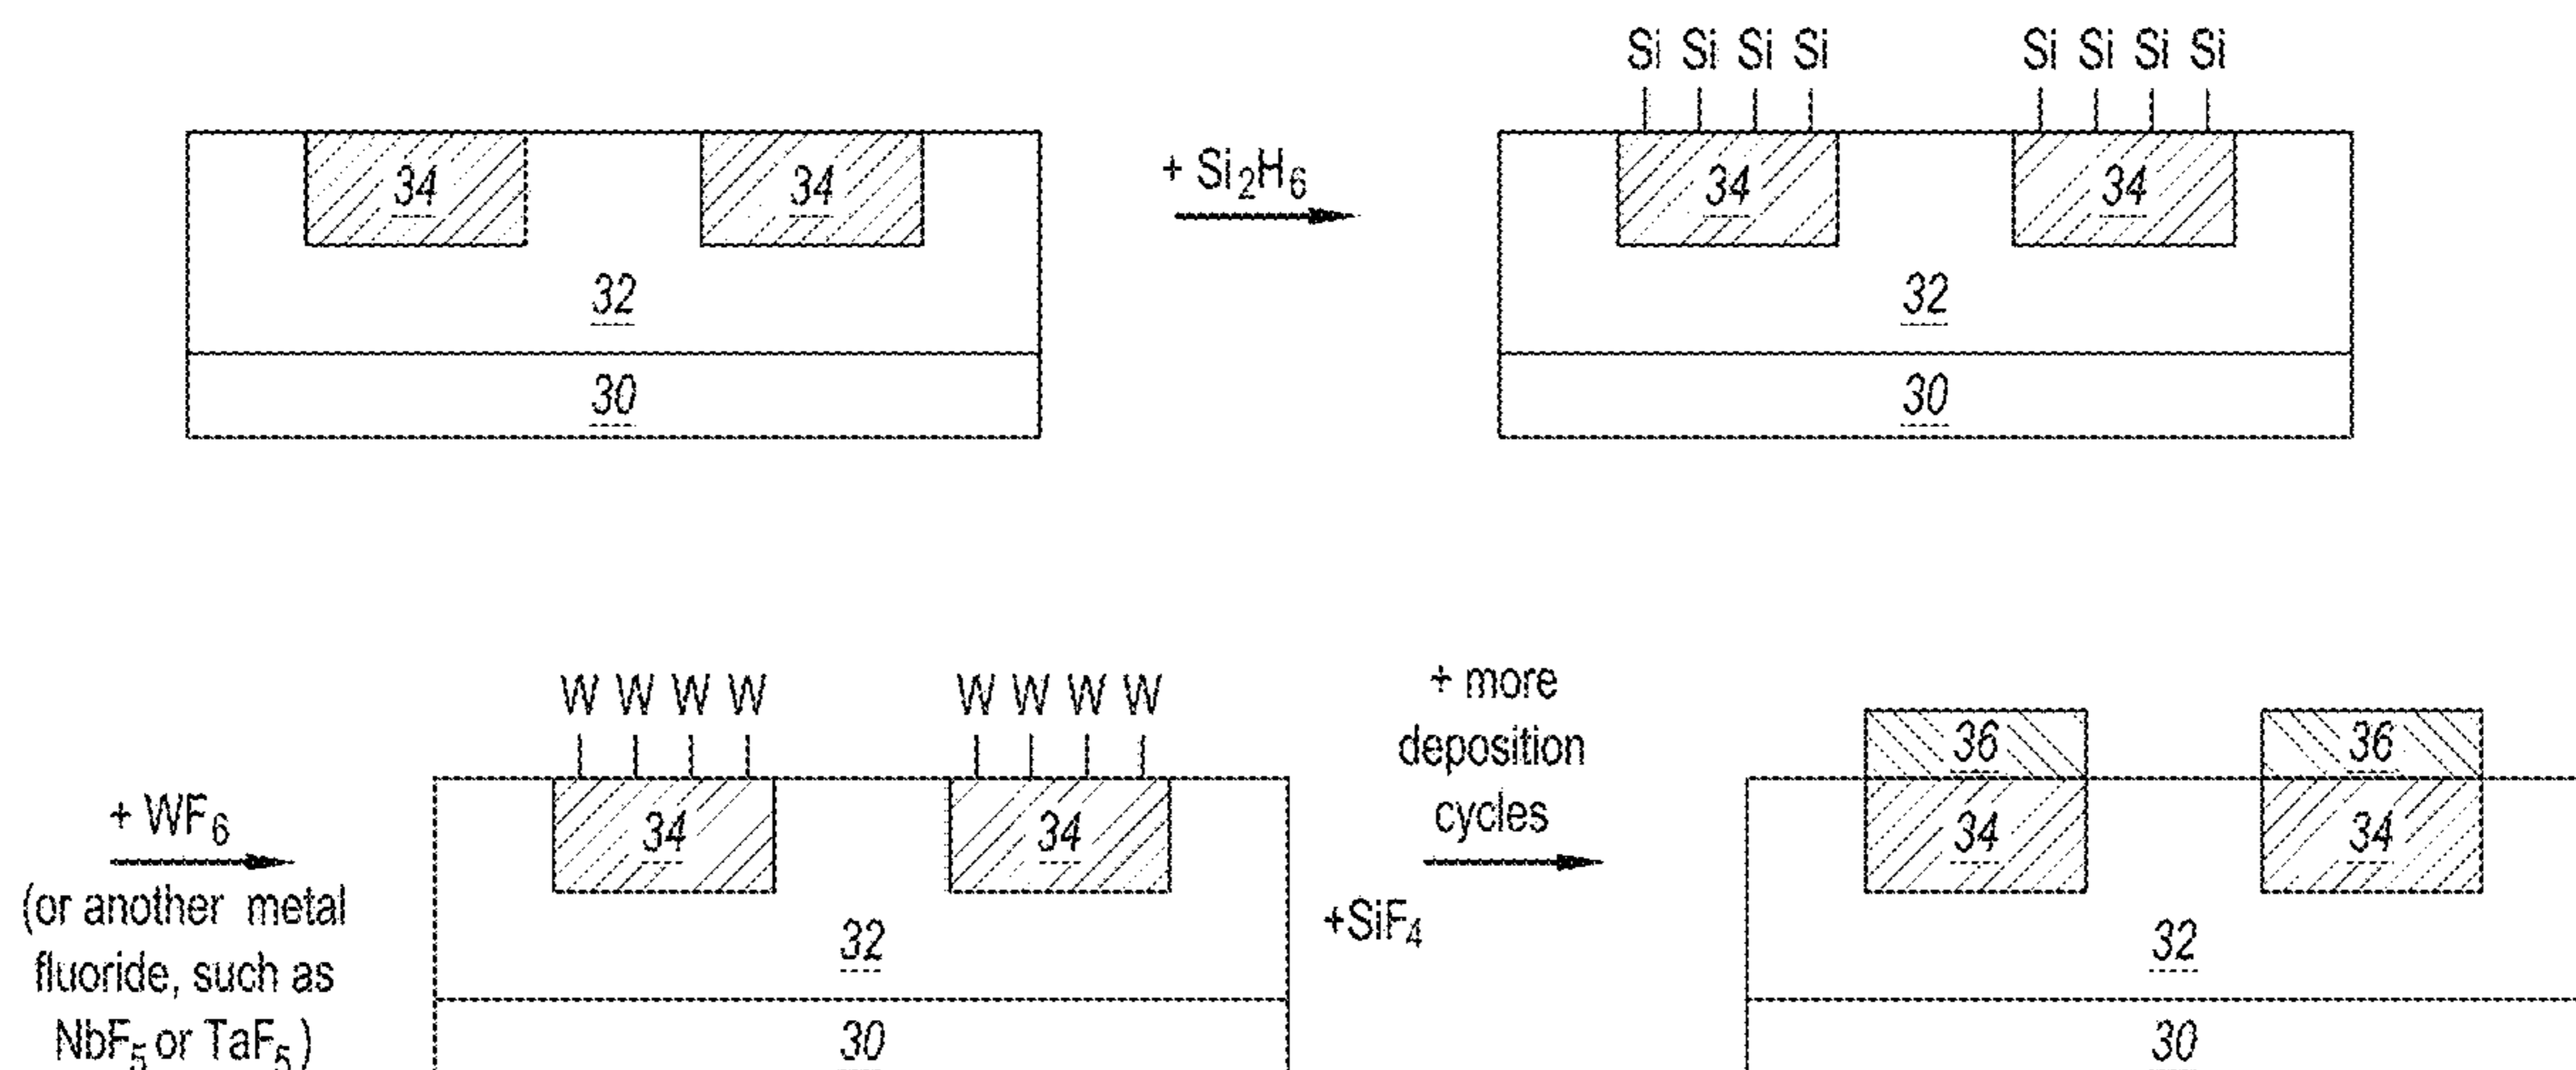 Si Si Si Si
Si Si Si Si
34
34
+ Si₂H₆
34
34
32
32
30
30
W W W W
W W W W
+ more
deposition
cycles
36
36
+ WF₆
(or another metal
fluoride, such as
NbF₅ or TaF₅)
34
34
34
34
+SiF₄
32
32
30
30